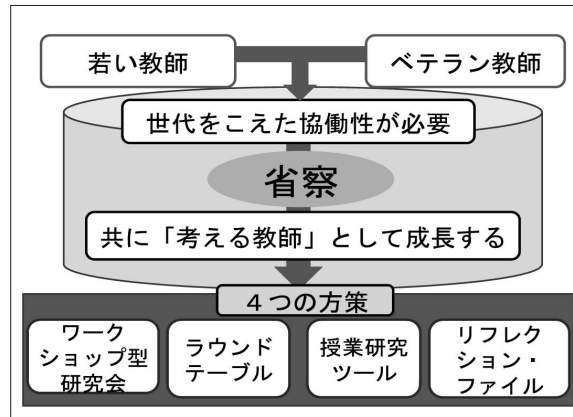 若い教師
ベテラン教師
世代をこえた協働性が必要
省察
共に「考える教師」として成長する
４つの方策
ワーク
ショップ型
研究会
ラウンド
テーブル
授業研究
ツール
リフレク
ション・
ファイル